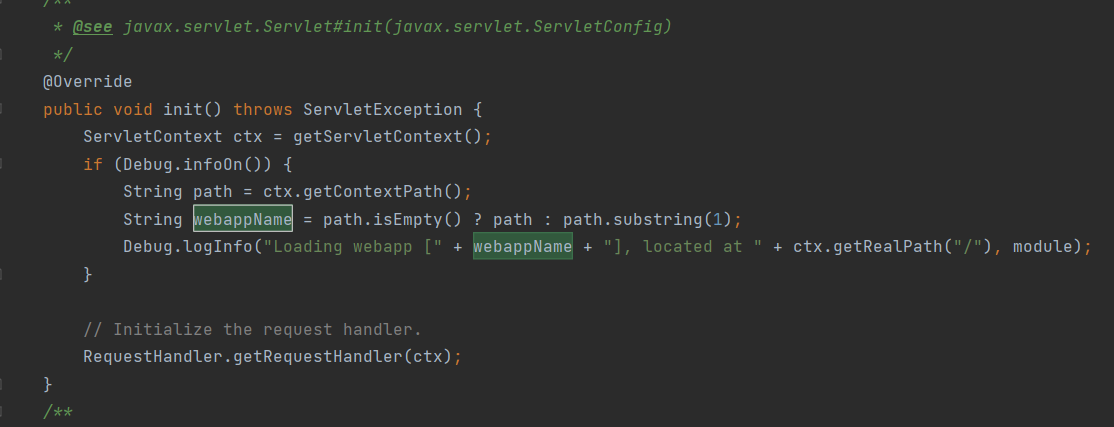 /**
* @see javax.servlet.Servlet#init(javax.servlet.ServletConfig)
*/
@Override
public void init() throws ServletException {
ServletContext ctx = getServletContext();
if (Debug.infoOn()) {
String path = ctx.getContextPath();
String webappName = path.isEmpty() ? path : path.substring(1);
Debug.logInfo("Loading webapp [" + webappName + "], located at " + ctx.getRealPath("/"), module);
}
// Initialize the request handler.
RequestHandler.getRequestHandler(ctx);
}
/**